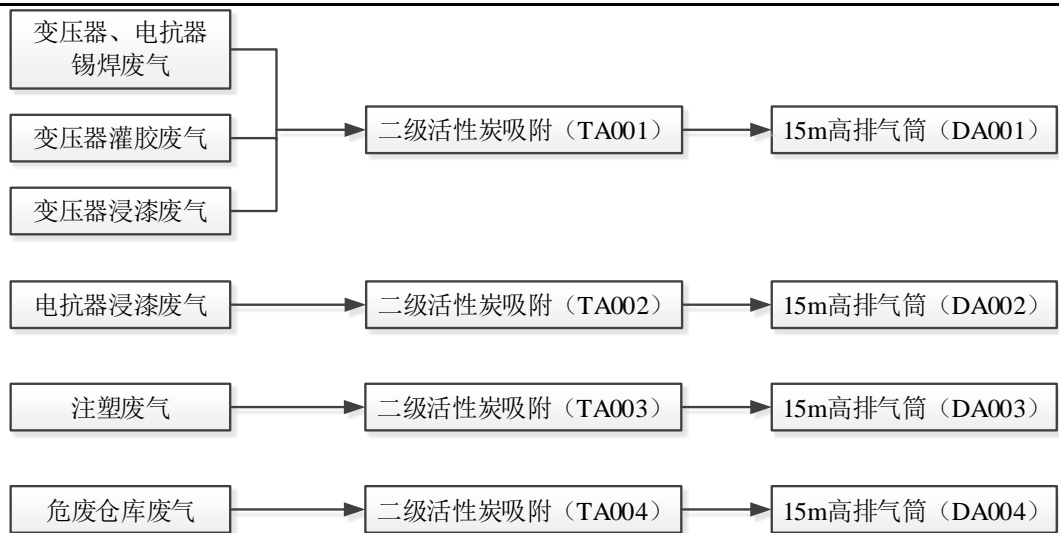 变压器、电抗器
锡焊废气
变压器灌胶废气
二级活性炭吸附（TA001）
15m高排气筒（DA001）
变压器浸漆废气
电抗器浸漆废气
二级活性炭吸附（TA002）
15m高排气筒（DA002）
注塑废气
二级活性炭吸附（TA003）
15m高排气筒（DA003）
危废仓库废气
二级活性炭吸附（TA004）
15m高排气筒（DA004）